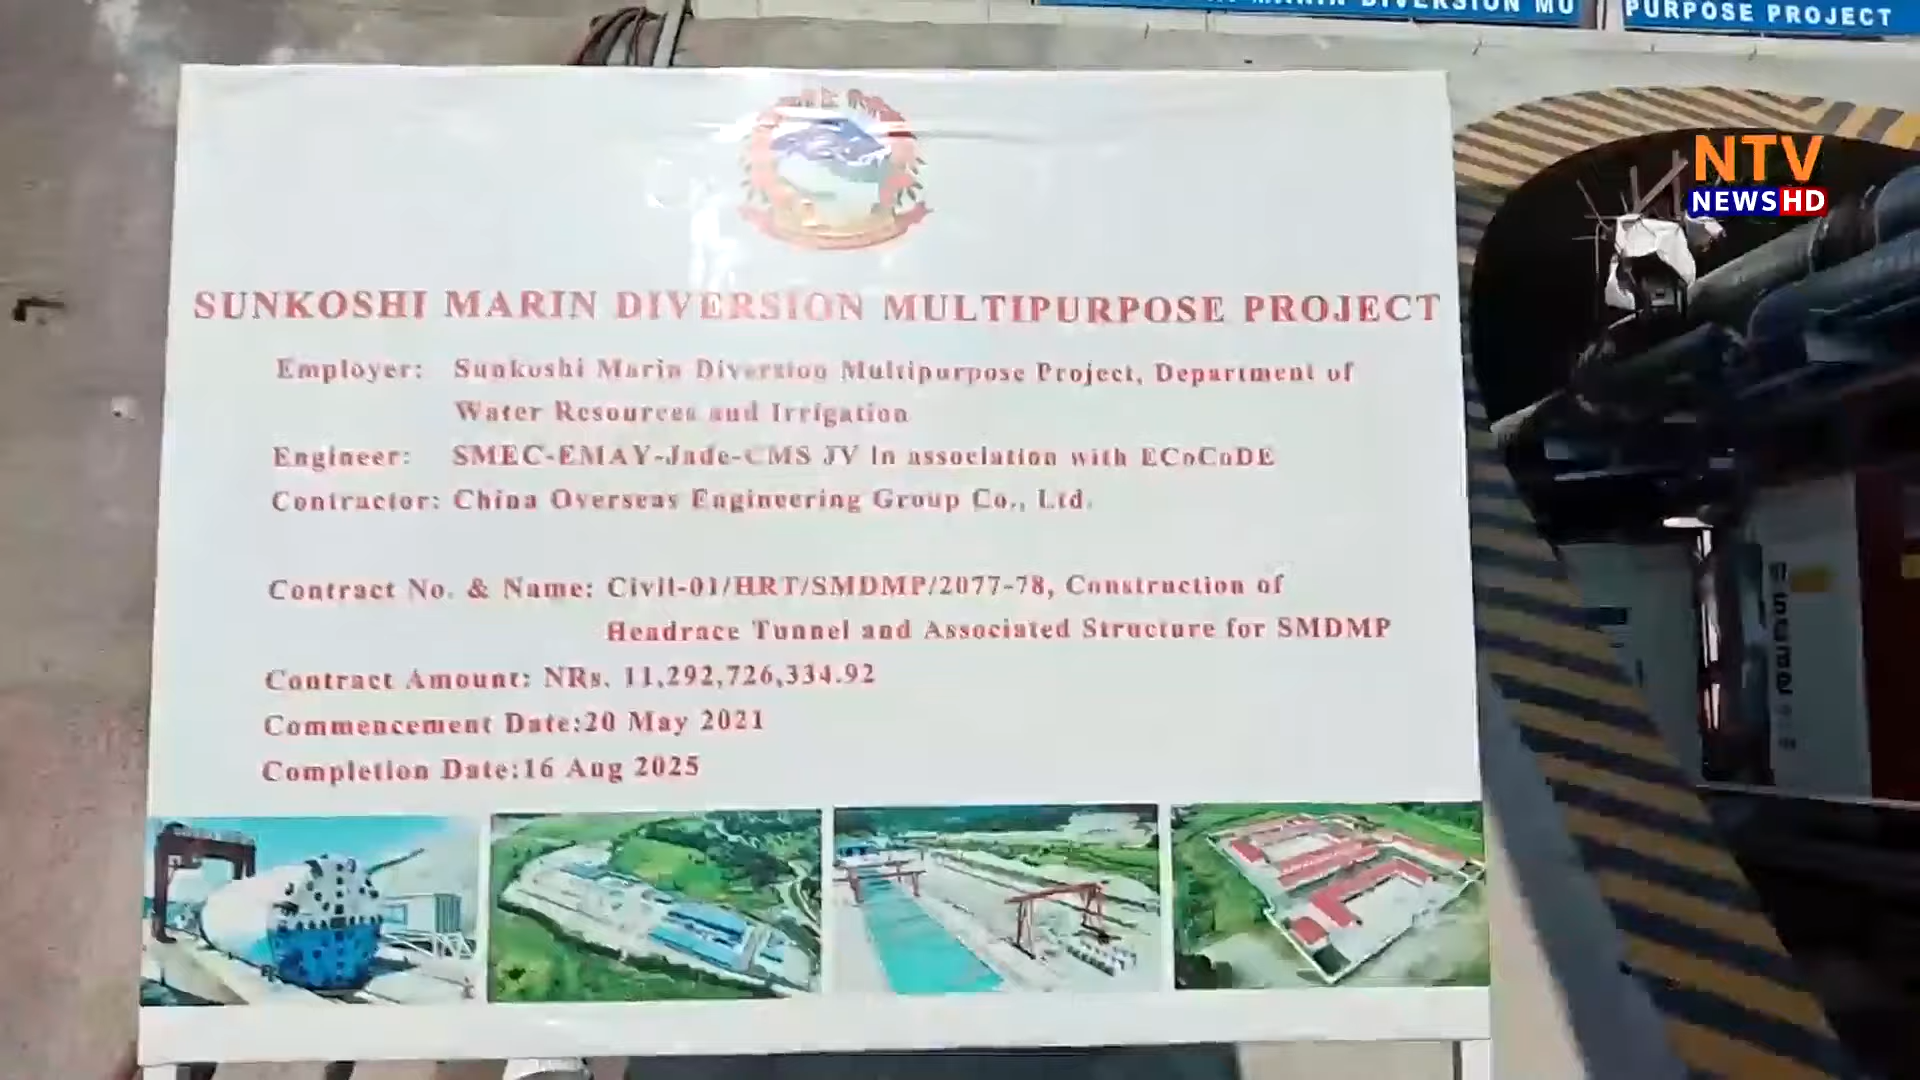 MARIN DIVERSION MU
PURPOSE PROJECT
NTV
NEWS HD
SUNKOSHI MARIN DIVERSION MULTIPURPOSE PROJECT
Employer: Sunkoshi Marin Diversion Multipurpose Project, Department of
Water Resources and Irrigation
Engineer: SMEC-EMAY-Jade-CMS JV In association with ECoCoDE
Contractor: China Overseas Engineering Group Co., Ltd.
Contract No. & Name: Civil-01/HRT/SMDMP/2077-78, Construction of
Headrace Tunnel and Associated Structure for SMDMP
Contract Amount: NRs. 11,292,726,334.92
Commencement Date:20 May 2021
Completion Date:16 Aug 2025